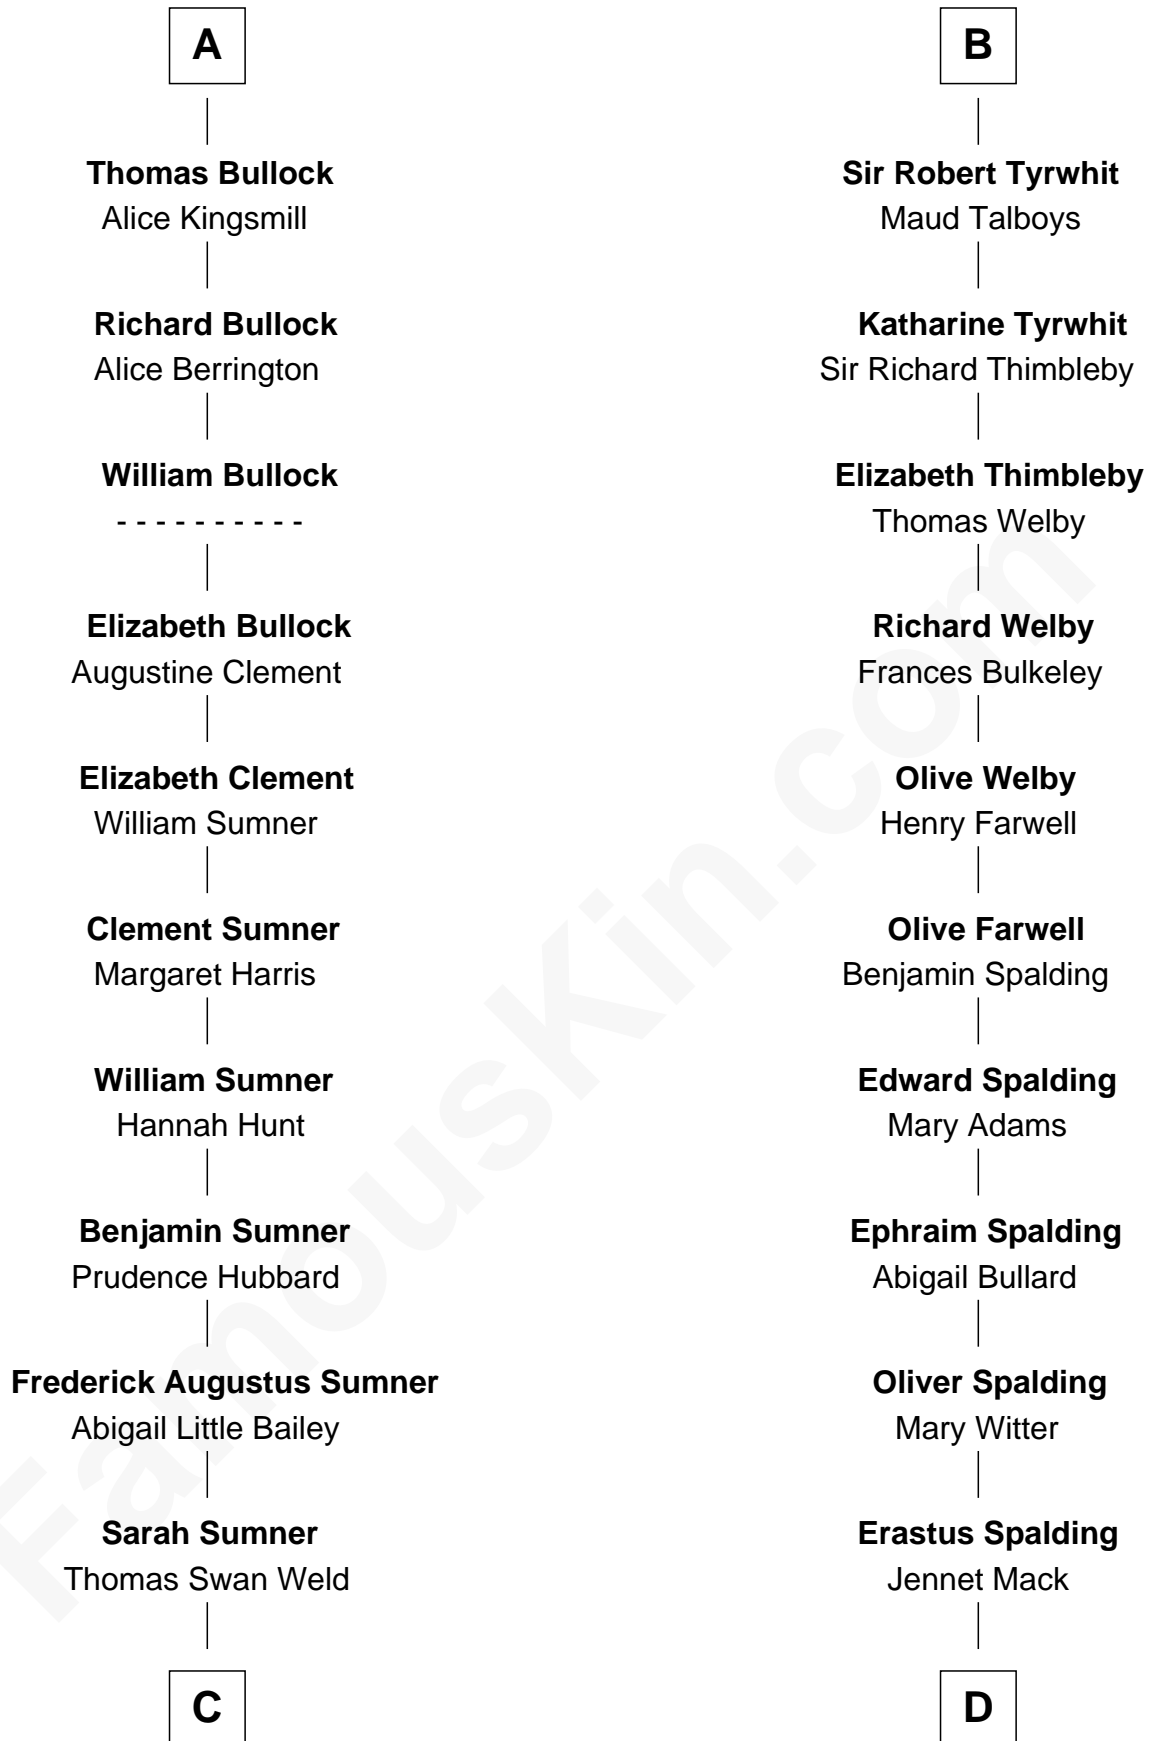 A
Thomas Bullock
Alice Kingsmill
Richard Bullock
Alice Berrington
William Bullock
- - - - - - - - - -
Elizabeth Bullock
Augustine Clement
Elizabeth Clement
William Sumner
Clement Sumner
Margaret Harris
William Sumner
Hannah Hunt
Benjamin Sumner
Prudence Hubbard
Frederick Augustus Sumner
Abigail Little Bailey
Sarah Sumner
Thomas Swan Weld
C
B
Sir Robert Tyrwhit
Maud Talboys
Katharine Tyrwhit
Sir Richard Thimbleby
Elizabeth Thimbleby
Thomas Welby
Richard Welby
Frances Bulkeley
Olive Welby
Henry Farwell
Olive Farwell
Benjamin Spalding
Edward Spalding
Mary Adams
Ephraim Spalding
Abigail Bullard
Oliver Spalding
Mary Witter
Erastus Spalding
Jennet Mack
D
FamousKin.com